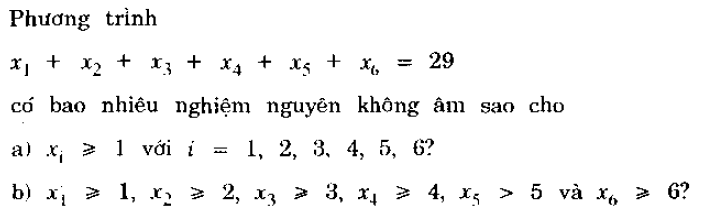 Phương trình
x₁ + x₂ + x₃ + x₄ + x₅ + x₆ = 29
có bao nhiêu nghiệm nguyên không âm sao cho
a) xᵢ ⩾ 1 với i = 1, 2, 3, 4, 5, 6?
b) x₁ ⩾ 1, x₂ ⩾ 2, x₃ ⩾ 3, x₄ ⩾ 4, x₅ > 5 và x₆ ⩾ 6?